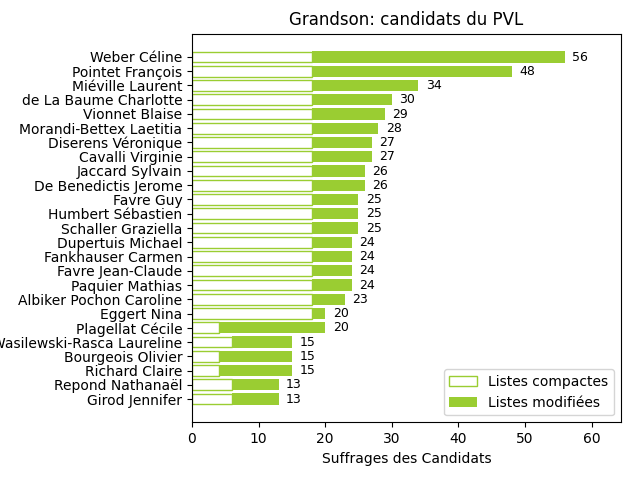 Grandson: candidats du PVL
Weber Céline 56
Pointet François 48
Miéville Laurent 34
de La Baume Charlotte 30
Vionnet Blaise 29
Morandi-Bettex Laetitia 28
Diserens Véronique 27
Cavalli Virginie 27
Jaccard Sylvain 26
De Benedictis Jerome 26
Favre Guy 25
Humbert Sébastien 25
Schaller Graziella 25
Dupertuis Michael 24
Fankhauser Carmen 24
Favre Jean-Claude 24
Paquier Mathias 24
Albiker Pochon Caroline 23
Eggert Nina 20
Plagellat Cécile 20
Wasilewski-Rasca Laureline 15
Bourgeois Olivier 15
Richard Claire 15
Repond Nathanaël 13
Girod Jennifer 13
Listes compactes
Listes modifiées
0 10 20 30 40 50 60
Suffrages des Candidats